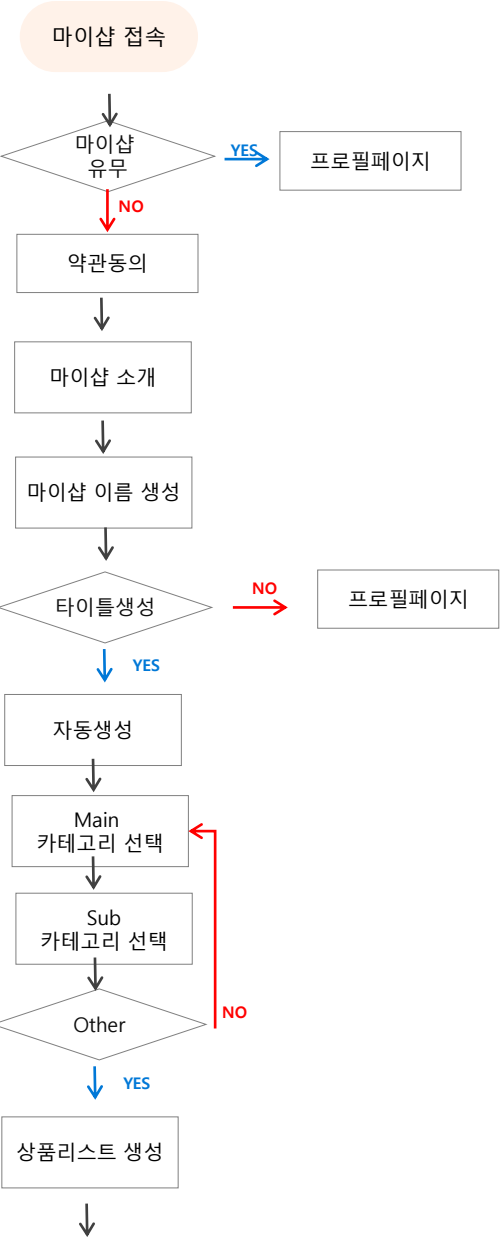 마이샵 접속
마이샵
유무
YES
프로필페이지
NO
약관동의
마이샵 소개
마이샵 이름 생성
타이틀생성
NO
프로필페이지
YES
자동생성
Main
카테고리 선택
Sub
카테고리 선택
Other
NO
YES
상품리스트 생성